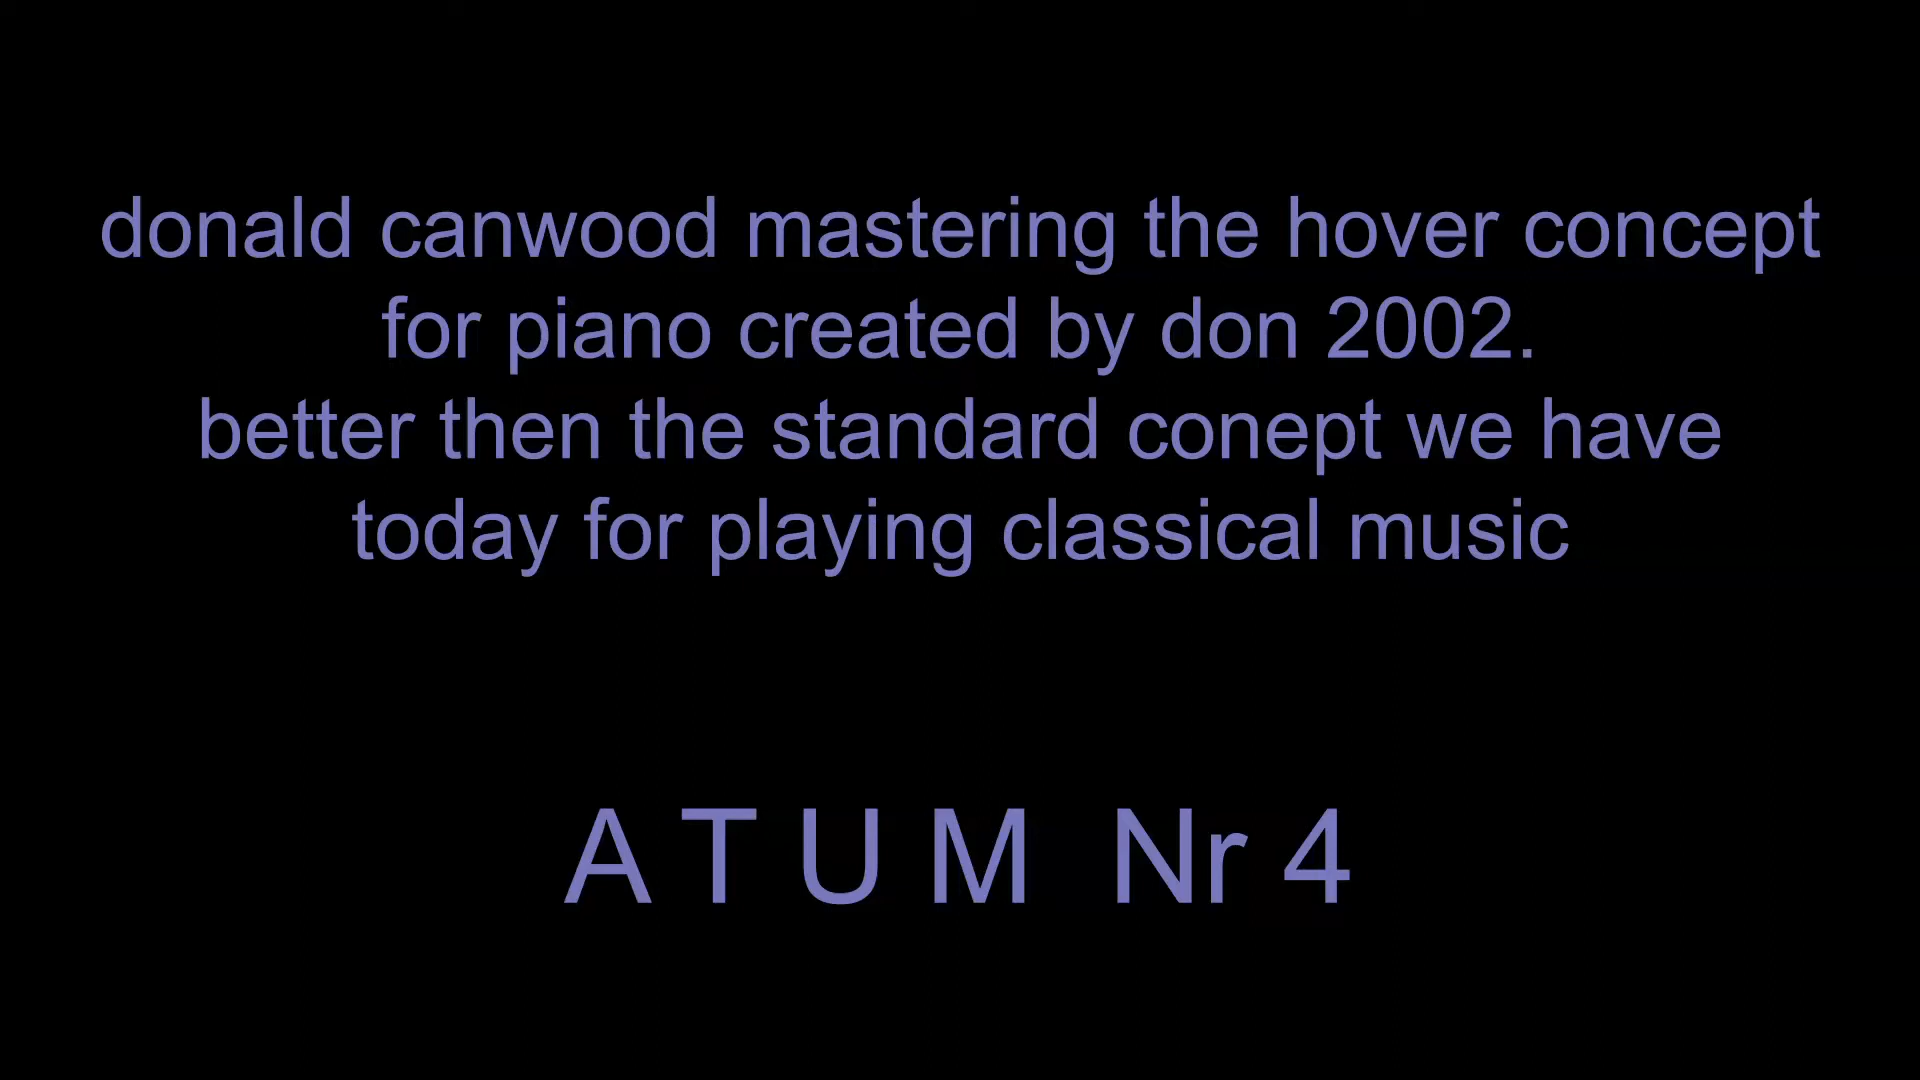 donald canwood mastering the hover concept
for piano created by don 2002.
better then the standard conept we have
today for playing classical music
A T U M  Nr 4